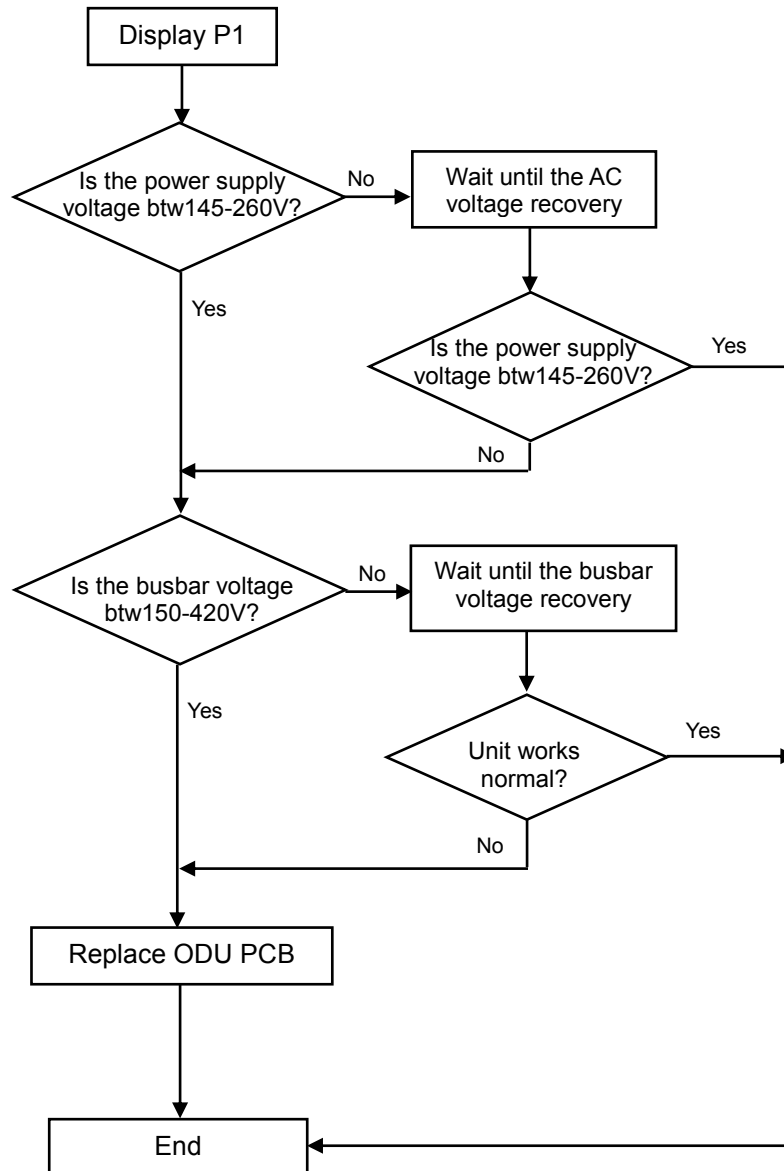 Display P1
Is the power supply
voltage btw145-260V?
No
Wait until the AC
voltage recovery
Yes
Is the power supply
voltage btw145-260V?
Yes
No
Is the busbar voltage
btw150-420V?
No
Wait until the busbar
voltage recovery
Yes
Unit works
normal?
Yes
No
Replace ODU PCB
End